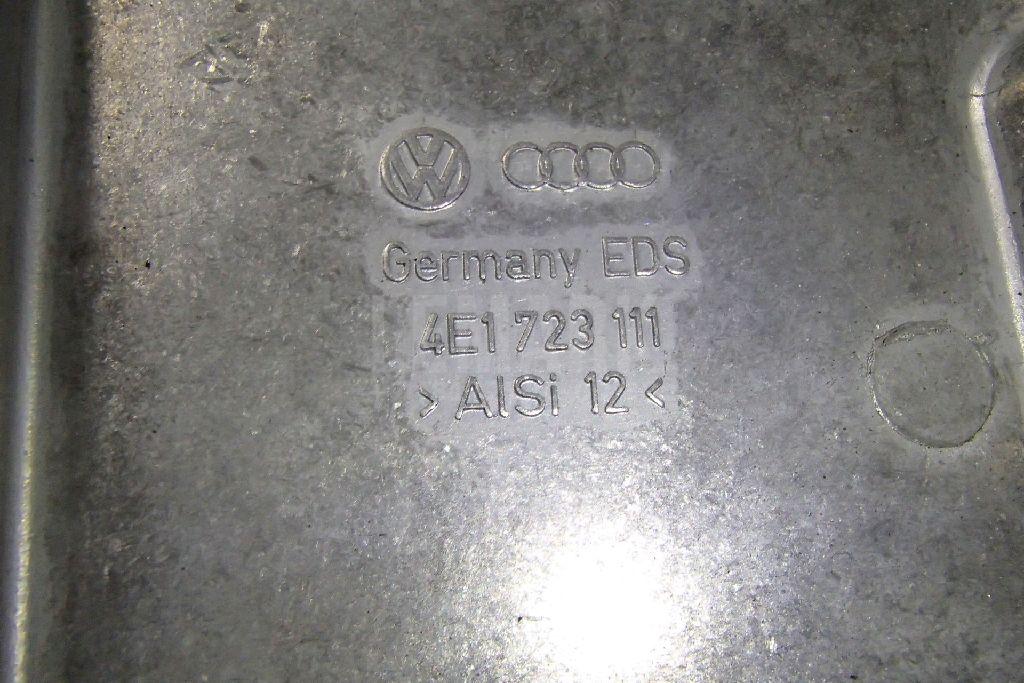 Germany EDS
4E1 723 111
> AlSi 12 <